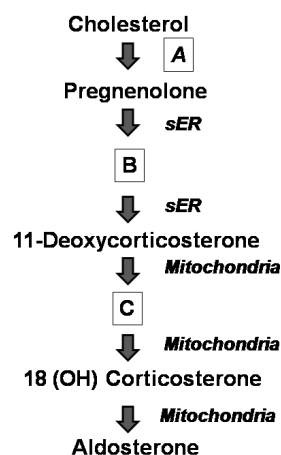 Cholesterol
A
Pregnenolone
sER
B
sER
11-Deoxycorticosterone
Mitochondria
C
Mitochondria
18 (OH) Corticosterone
Mitochondria
Aldosterone